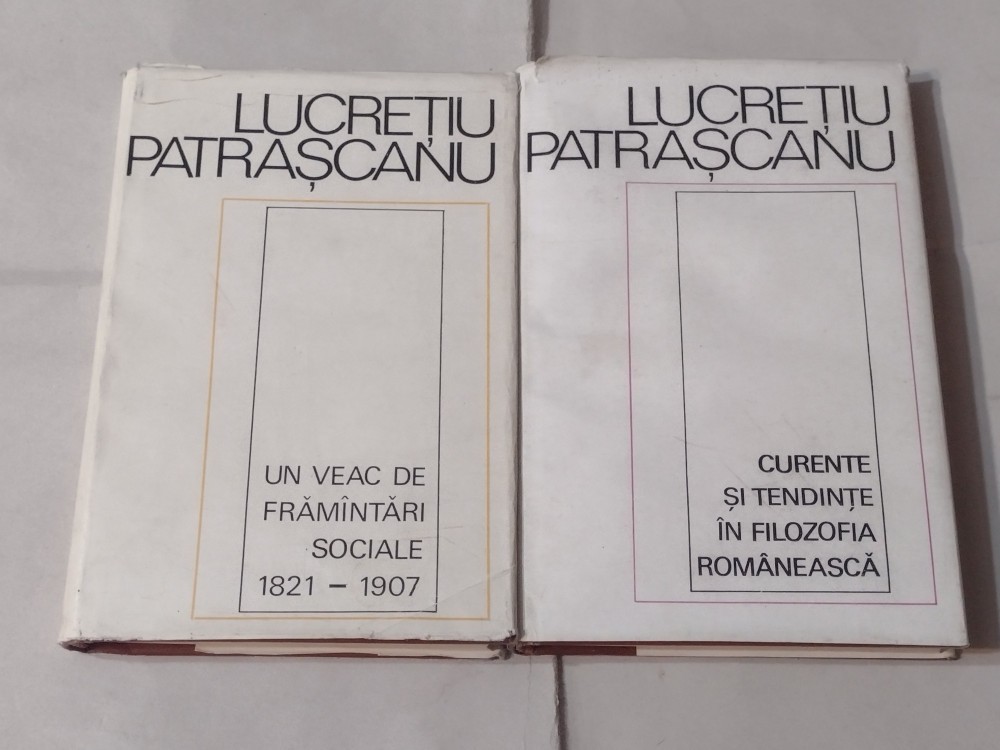 LUCREȚIU
PATRAȘCANU
UN VEAC DE
FRĂMÎNTĂRI
SOCIALE
1821 – 1907
LUCREȚIU
PATRAȘCANU
CURENTE
ȘI TENDINȚE
ÎN FILOZOFIA
ROMÂNEASCĂ